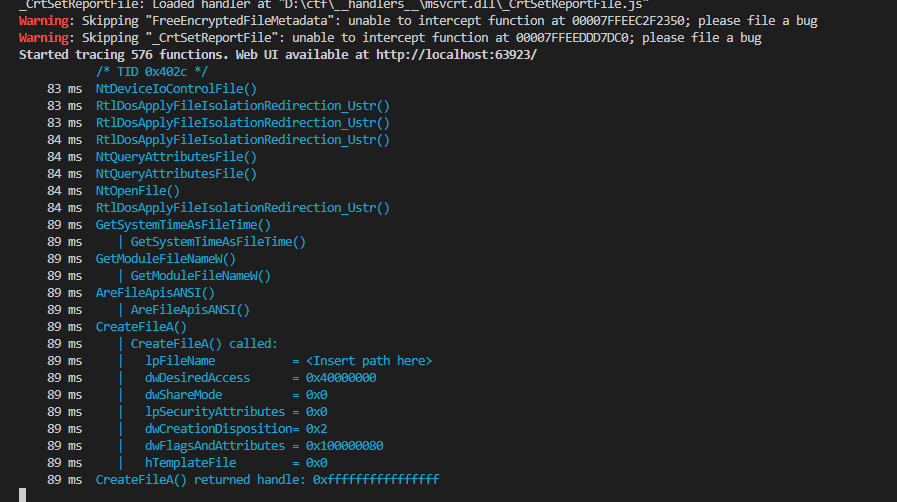 _CrtSetReportFile: Loaded handler at "D:\ctf\__handlers__\msvcrt.dll\_CrtSetReportFile.js"
Warning: Skipping "FreeEncryptedFileMetadata": unable to intercept function at 00007FFEEC2F2350; please file a bug
Warning: Skipping "_CrtSetReportFile": unable to intercept function at 00007FFEEDDD7DC0; please file a bug
Started tracing 576 functions. Web UI available at http://localhost:63923/
/* TID 0x402c */
83 ms  NtDeviceIoControlFile()
83 ms  RtlDosApplyFileIsolationRedirection_Ustr()
83 ms  RtlDosApplyFileIsolationRedirection_Ustr()
84 ms  RtlDosApplyFileIsolationRedirection_Ustr()
84 ms  NtQueryAttributesFile()
84 ms  NtQueryAttributesFile()
84 ms  NtOpenFile()
84 ms  RtlDosApplyFileIsolationRedirection_Ustr()
89 ms  GetSystemTimeAsFileTime()
89 ms     | GetSystemTimeAsFileTime()
89 ms  GetModuleFileNameW()
89 ms     | GetModuleFileNameW()
89 ms  AreFileApisANSI()
89 ms     | AreFileApisANSI()
89 ms  CreateFileA()
89 ms     | CreateFileA() called:
89 ms     |   lpFileName           = <Insert path here>
89 ms     |   dwDesiredAccess      = 0x40000000
89 ms     |   dwShareMode          = 0x0
89 ms     |   lpSecurityAttributes = 0x0
89 ms     |   dwCreationDisposition= 0x2
89 ms     |   dwFlagsAndAttributes = 0x100000080
89 ms     |   hTemplateFile        = 0x0
89 ms  CreateFileA() returned handle: 0xffffffffffffffff